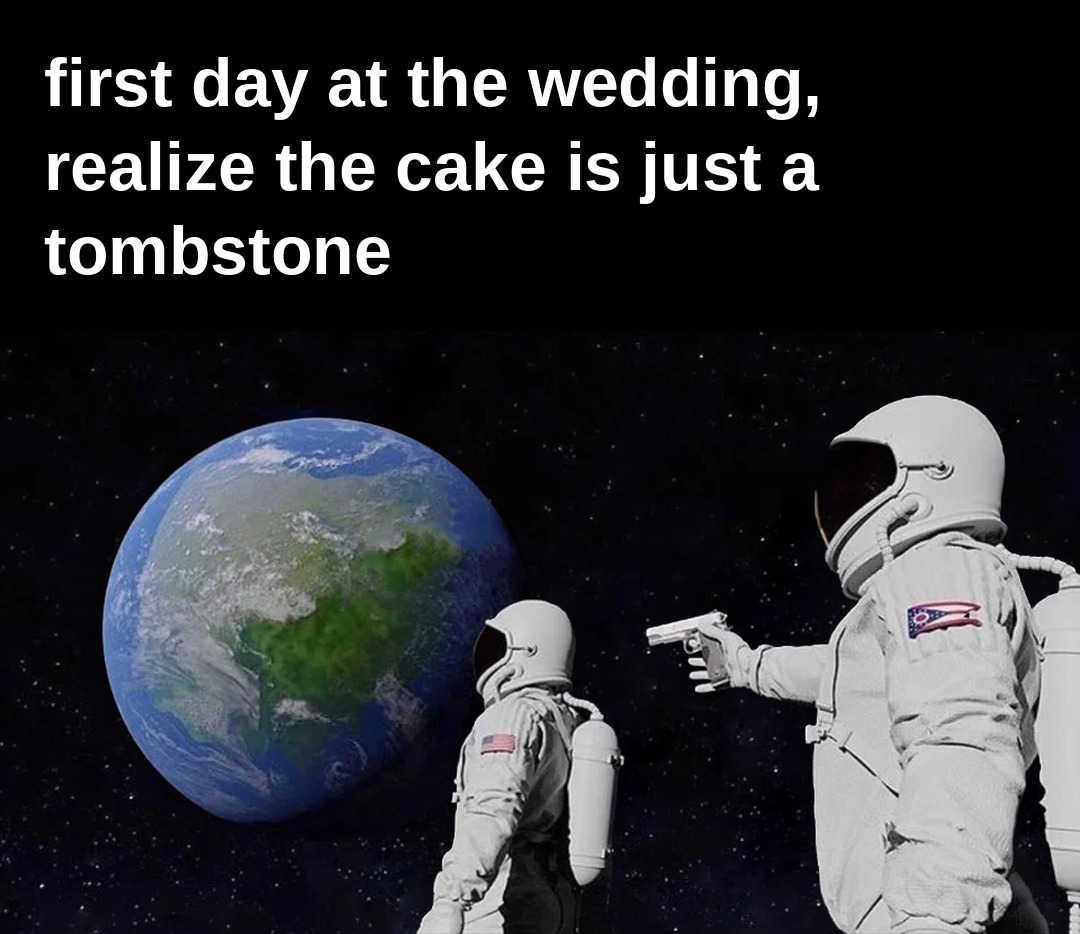 first day at the wedding,
realize the cake is just a
tombstone